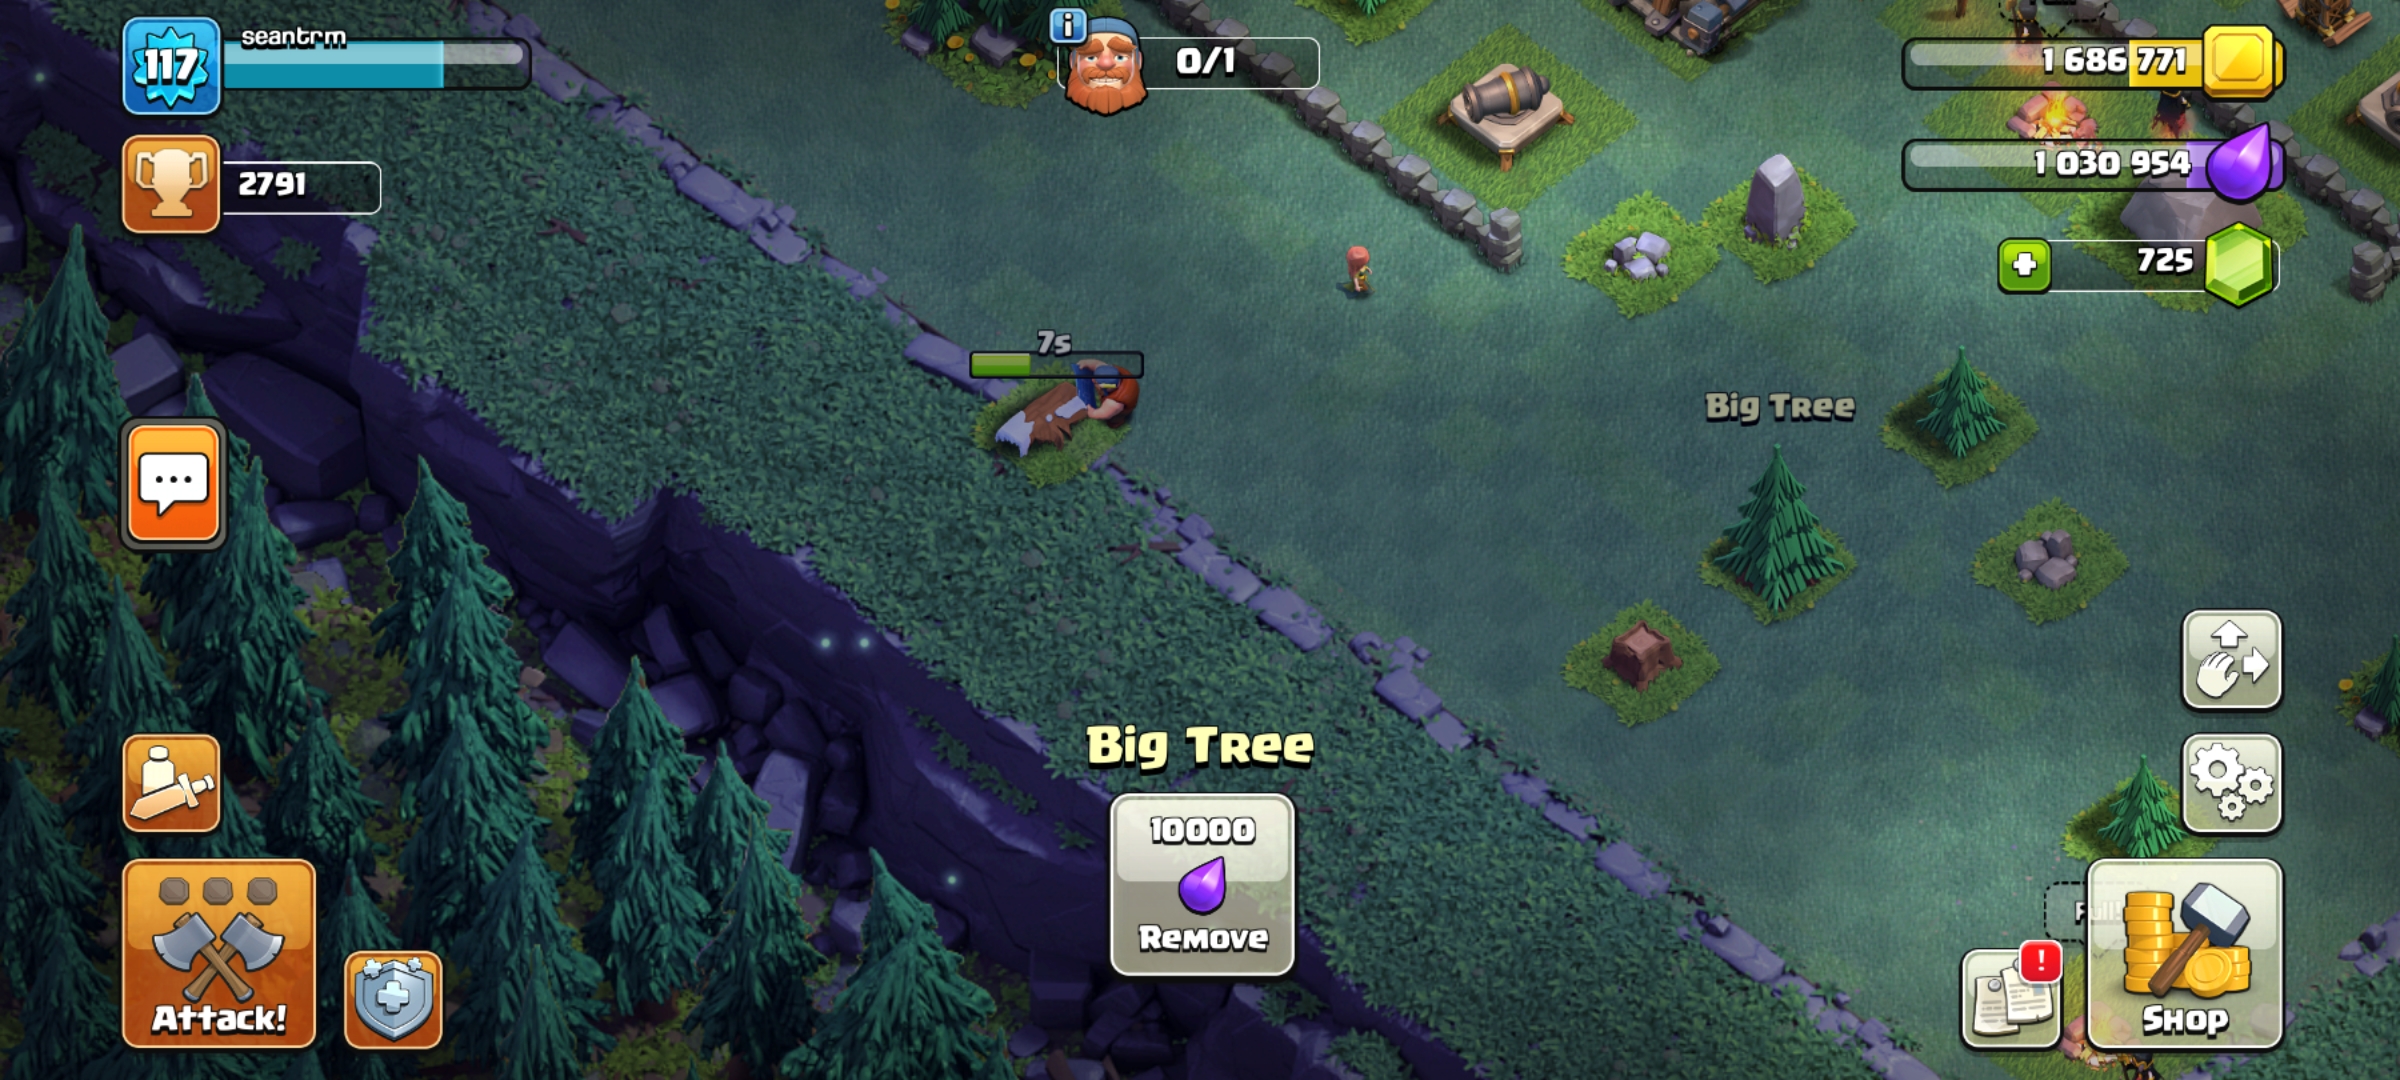 117
seantrm
0/1
1 686 771
2791
1 030 954
725
7s
Big Tree
Big Tree
10000
Remove
Attack!
Full!
!
Shop